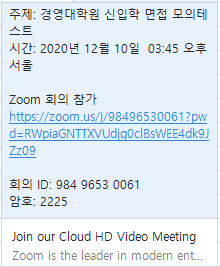 주제: 경영대학원 신입학 면접 모의테
스트
시간: 2020년 12월 10일  03:45 오후
서울

Zoom 회의 참가
https://zoom.us/j/98496530061?pwd=RWpiaGNTTXVUdjg0clBsWEE4dk9JZz09

회의 ID: 984 9653 0061
암호: 2225

Join our Cloud HD Video Meeting
Zoom is the leader in modern ent...